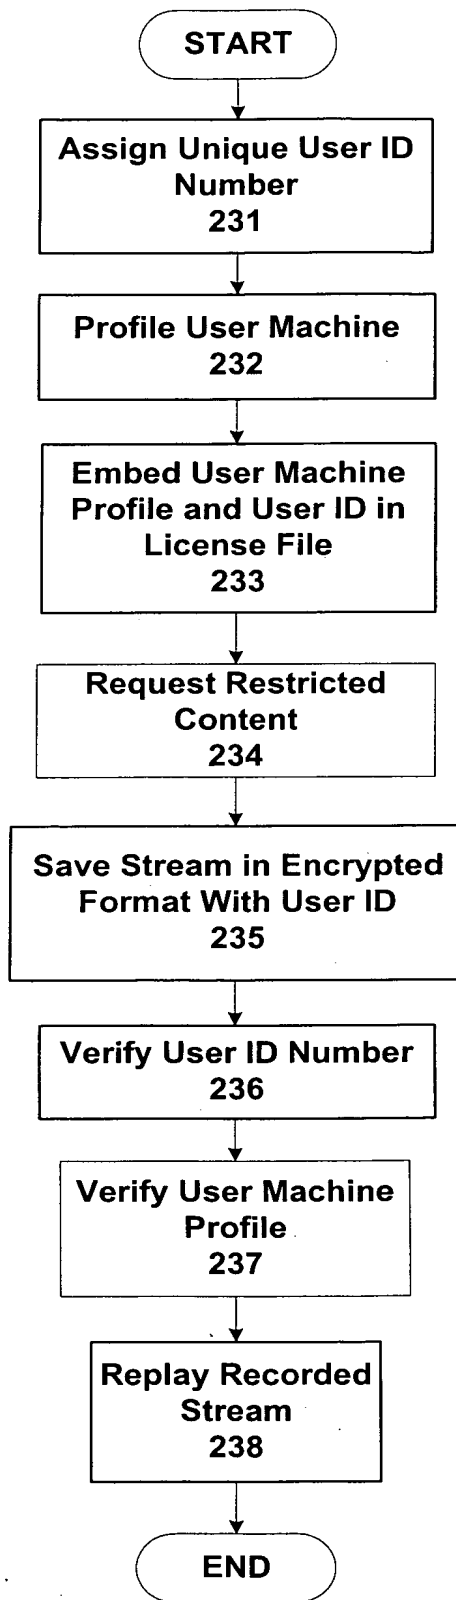 START
Assign Unique User ID
Number
231
Profile User Machine
232
Embed User Machine
Profile and User ID in
License File
233
Request Restricted
Content
234
Save Stream in Encrypted
Format With User ID
235
Verify User ID Number
236
Verify User Machine
Profile
237
Replay Recorded
Stream
238
END